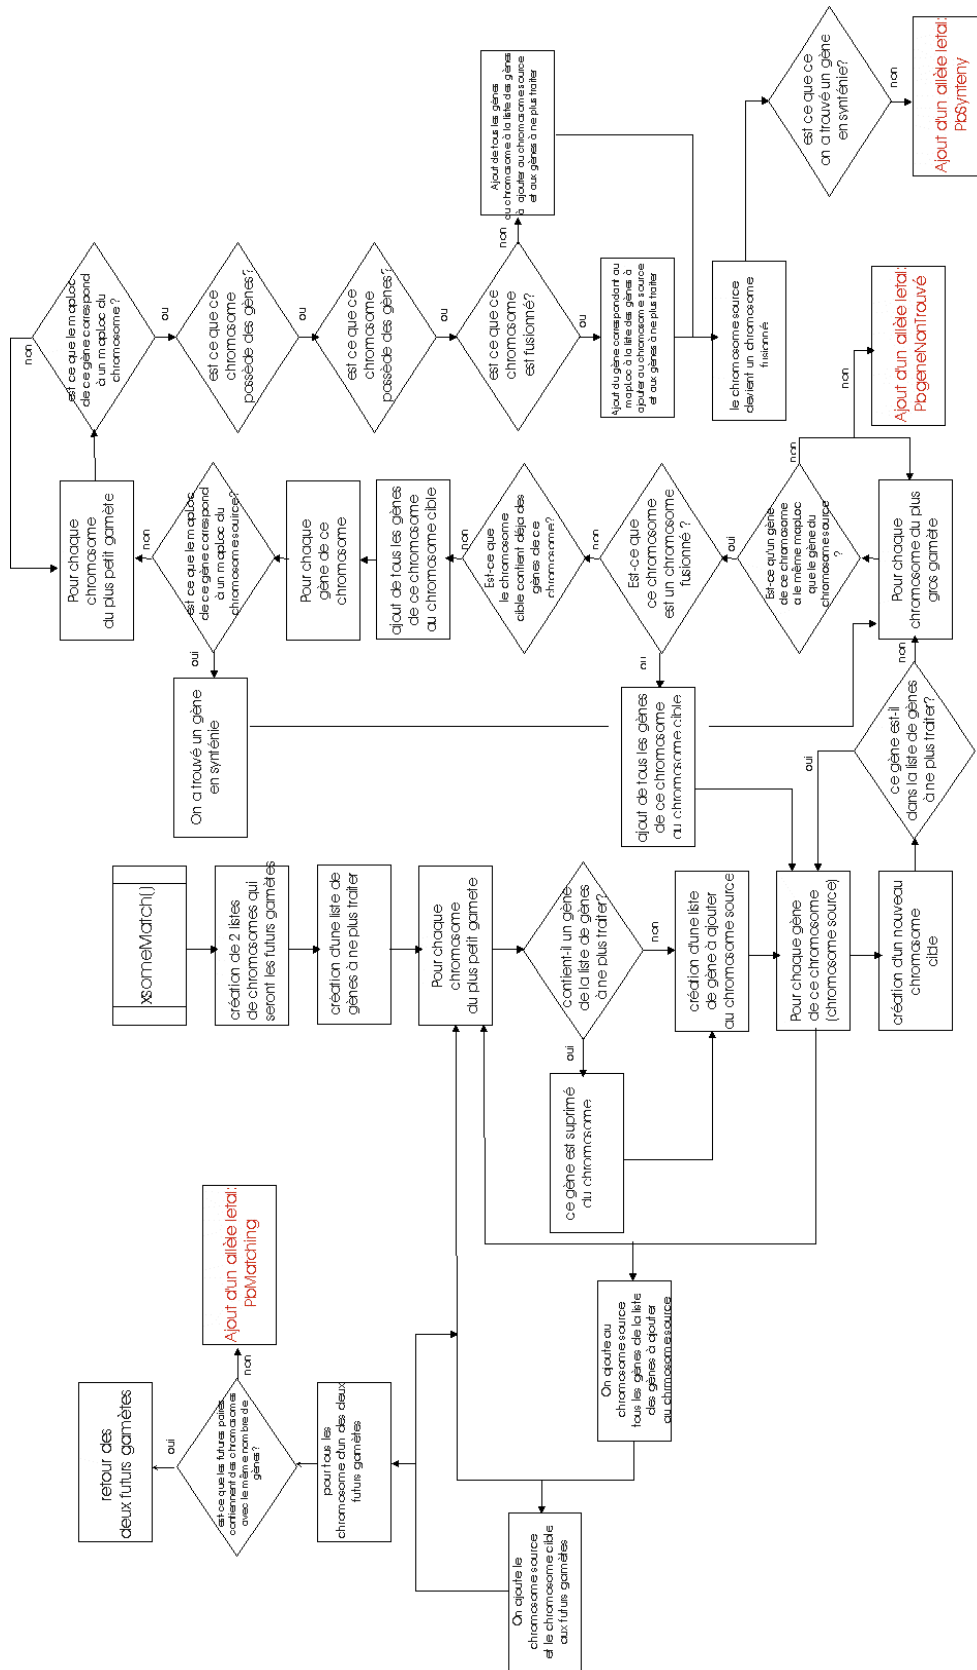 xsomeMatch()
création de 2 listes
de chromosomes qui
seront les futurs gamètes
création d'une liste de
gènes à ne plus traiter
Pour chaque
chromosome
du plus petit gamete
contient-il un gène
de la liste de gènes
à ne plus traiter?
oui
non
ce gène est suprimé
du chromosome
création d'une liste
de gène à ajouter
au chromosome source
Pour chaque gène
de ce chromosome
(chromosome source)
création d'un nouveau
chromosome
cible
ce gène est-il
dans la liste de gènes
à ne plus traiter?
oui
non
Pour chaque
chromosome du plus
gros gamète
Est-ce qu'un gène
de ce chromosome
a le même maploc
que le gène du
chromosome source
?
oui
non
non
Ajout d'un allèle letal:
PbgeneNonTrouvé
Est-ce que
ce chromosome
est un chromosome
fusionné ?
ou
non
ajout de tous les gènes
de ce chromosome
au chromosome cible
Est-ce que
le chromosome
cible contient déja des
gènes de ce
chromosome?
non
ajout de tous les gènes
de ce chromosome
au chromosome cible
Pour chaque
gène de ce
chromosome
est ce que le maploc
de ce gène correspond
à un maploc du
chromosome source?
oui
non
On a trouvé un gène
en synténie
Pour chaque
chromosome
du plus petit gamète
est ce que le maploc
de ce gène correspond
à un maploc du
chromosome?
non
ou
est ce que ce
chromosome
possède des gènes?
ou
est ce que ce
chromosome
possède des gènes?
ou
est ce que ce
chromosome
est fusionné?
non
ou
Ajout de tous les gènes
du chromosome à la liste des gènes
à ajouter au chromosome source
et aux gènes à ne plus traiter
Ajout du gène correspondant au
maploc à la liste des gènes à
ajouter au chromosome source
et aux gènes à ne plus traiter
le chromosome source
devient un chromosome
fusionné
est ce que ce
on a trouvé un gène
en synténie?
non
Ajout d'un allèle letal:
PbSynteny
On ajoute au
chromosome source
tous les gènes de la liste
des gènes à ajouter
au chrimosome source
On ajoute le
chromosome source
et le chromosome cible
aux futurs gamètes
pour tous les
chromosome d'un des deux
futurs gamètes
est ce que les futures paires
contiennent des chromosomes
avec le même nombre de
gènes?
oui
non
retour des
deux futurs gamètes
Ajout d'un allèle letal:
PbMatching